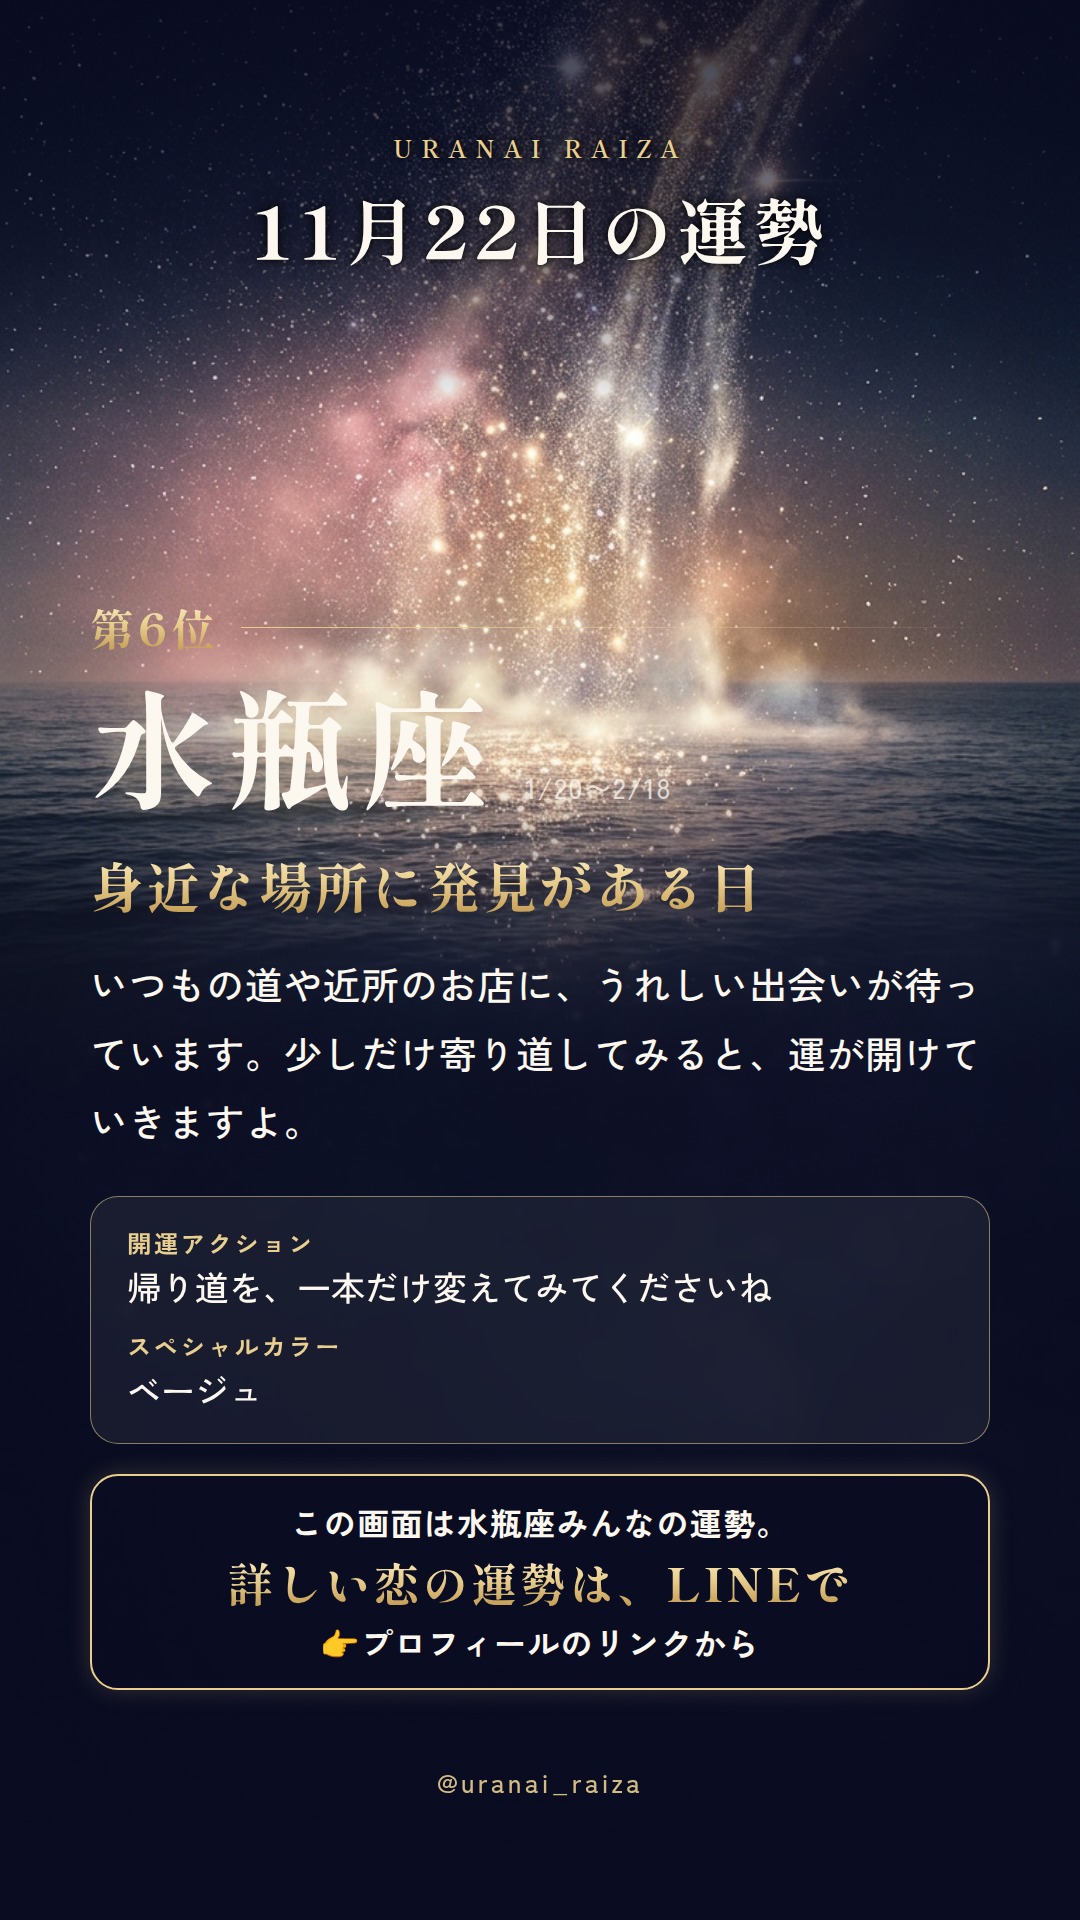 URANAI RAIZA
11月22日の運勢
第6位
水瓶座 1/20〜2/18
身近な場所に発見がある日
いつもの道や近所のお店に、うれしい出会いが待っ
ています。少しだけ寄り道してみると、運が開けて
いきますよ。
開運アクション
帰り道を、一本だけ変えてみてくださいね
スペシャルカラー
ベージュ
この画面は水瓶座みんなの運勢。
詳しい恋の運勢は、LINEで
👉プロフィールのリンクから
@uranai_raiza